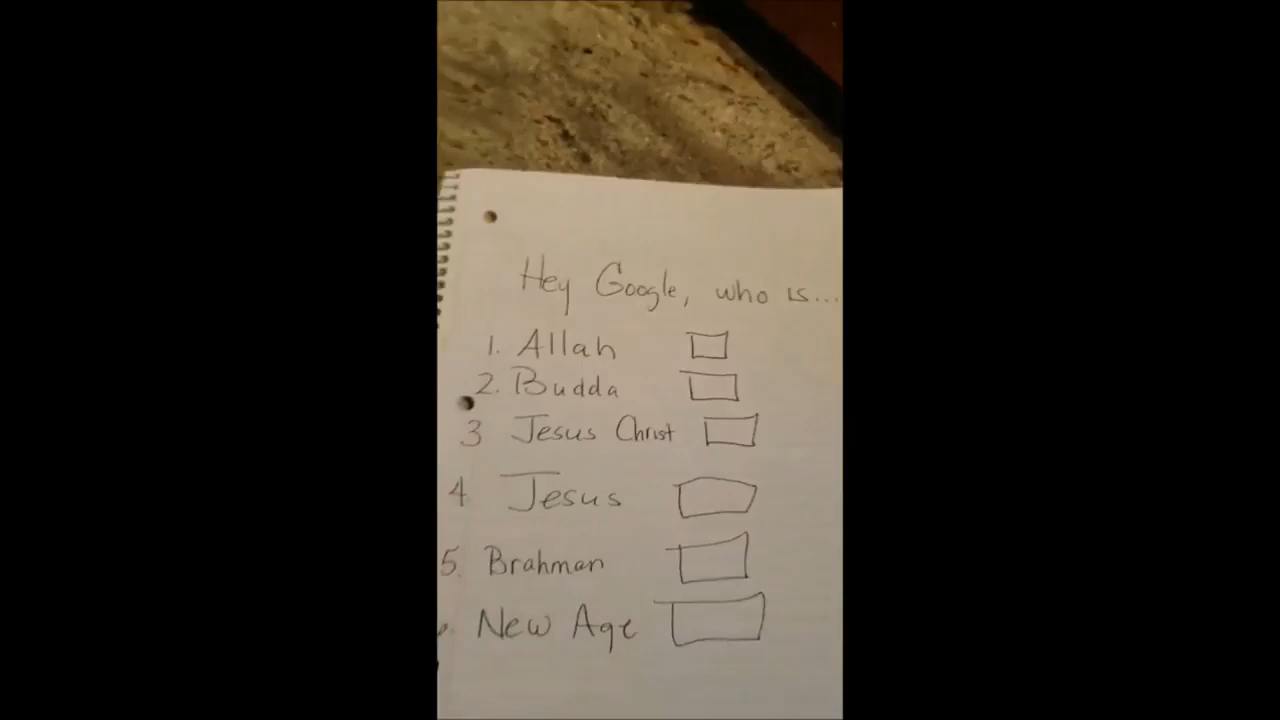 Hey Google, who is...
1. Allah
2. Budda
3 Jesus Christ
4 Jesus
5. Brahman
New Age